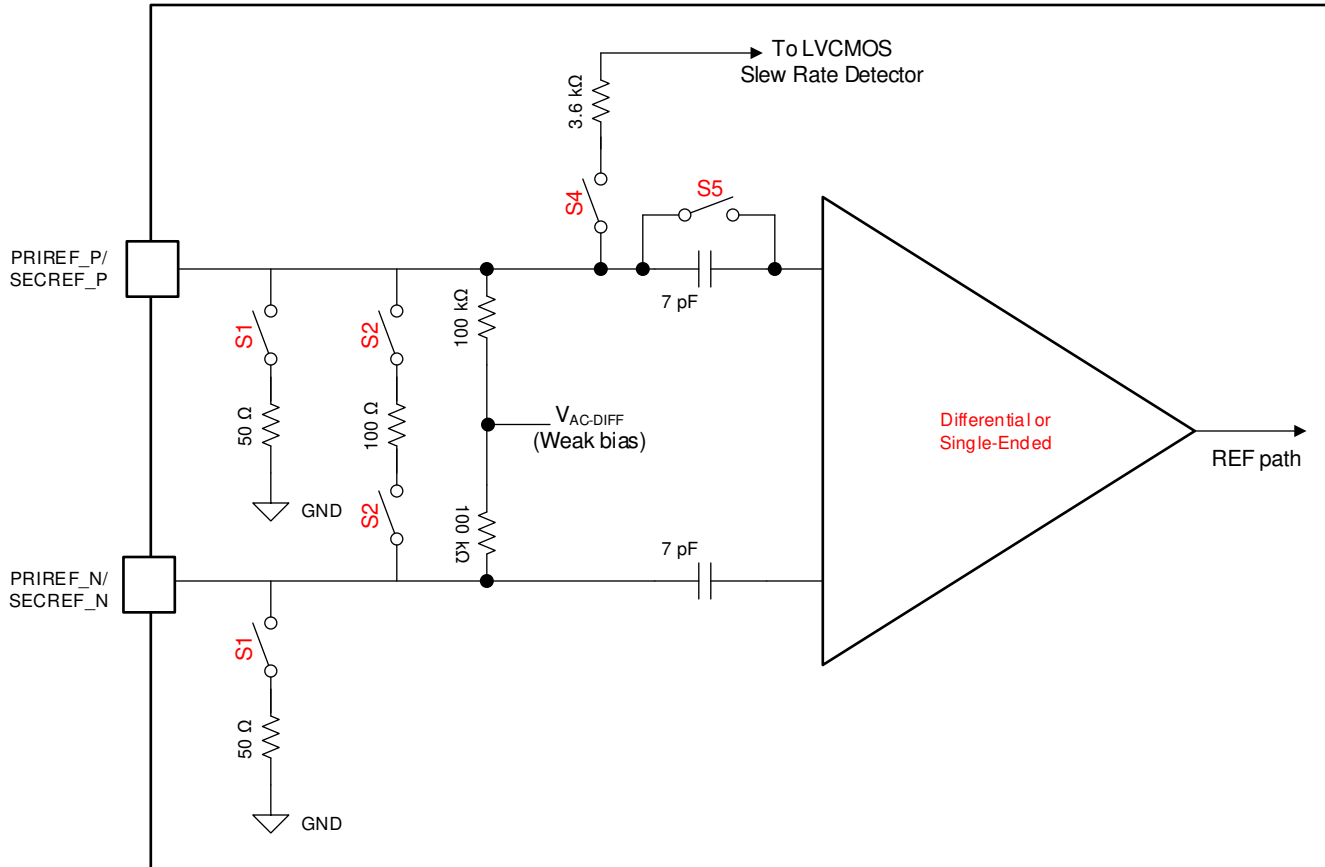 To LVCMOS
Slew Rate Detector
3.6 kΩ
S4
S5
PRIREF_P/
SECREF_P
7 pF
S1
S2
100 kΩ
50 Ω
100 Ω
V_AC-DIFF
(Weak bias)
Differential or
Single-Ended
REF path
GND
S2
100 kΩ
7 pF
PRIREF_N/
SECREF_N
S1
50 Ω
GND